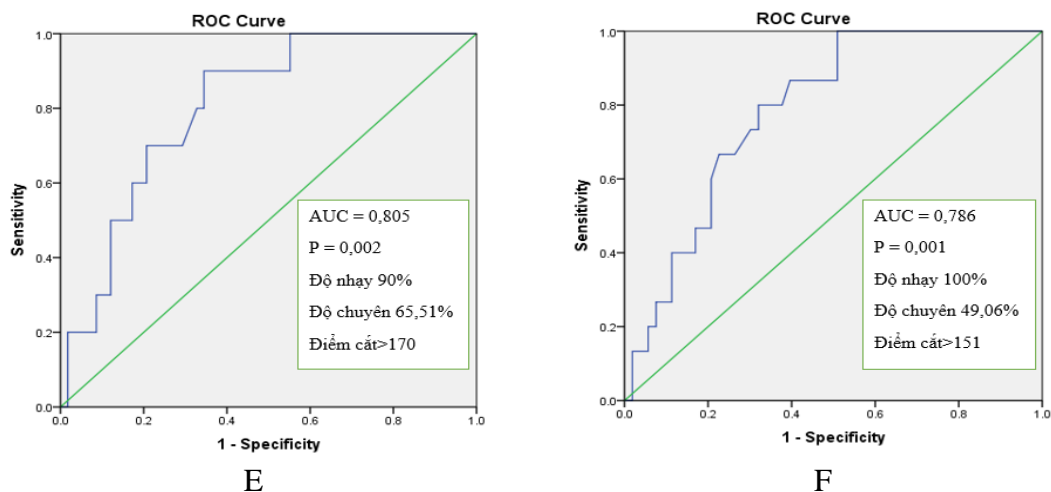 ROC Curve
1.0
0.8
0.6
0.4
0.2
0.0
0.0
0.2
0.4
0.6
0.8
1.0
Sensitivity
1 - Specificity
AUC = 0,805
P = 0,002
Độ nhạy 90%
Độ chuyên 65,51%
Điểm cắt>170
E
ROC Curve
1.0
0.8
0.6
0.4
0.2
0.0
0.0
0.2
0.4
0.6
0.8
1.0
Sensitivity
1 - Specificity
AUC = 0,786
P = 0,001
Độ nhạy 100%
Độ chuyên 49,06%
Điểm cắt>151
F